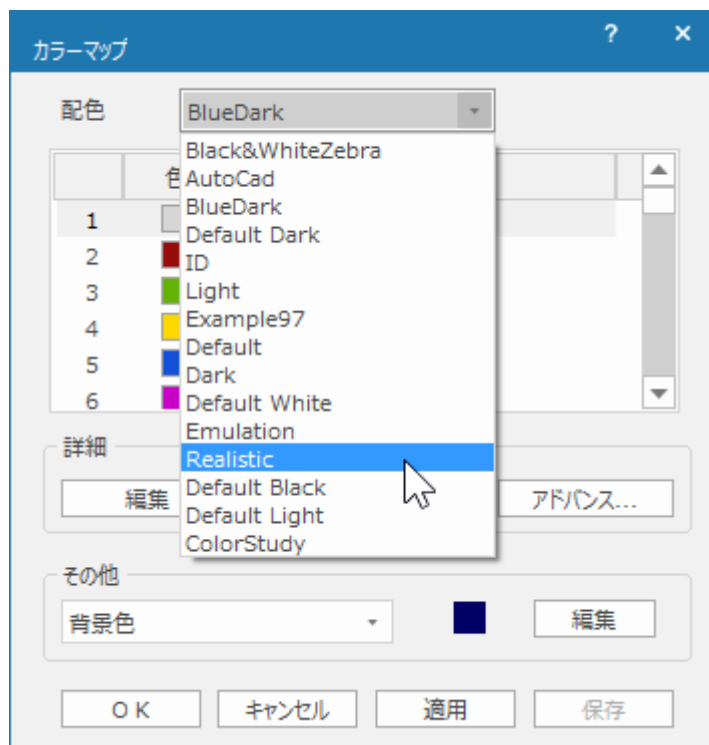 カラーマップ ? ×
配色 BlueDark
Black&WhiteZebra
色 AutoCad
BlueDark
1
Default Dark
2
ID
3 Light
Example97
4
Default
5
Dark
6 Default White
Emulation
詳細
Realistic
編集 Default Black アドバンス...
Default Light
ColorStudy
その他
背景色 編集
OK キャンセル 適用 保存